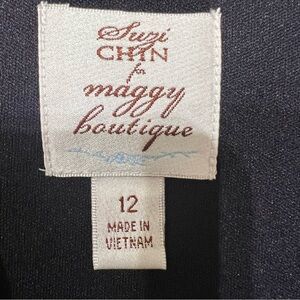 Suzi
CHIN
for
maggy
boutique
12
MADE IN
VIETNAM